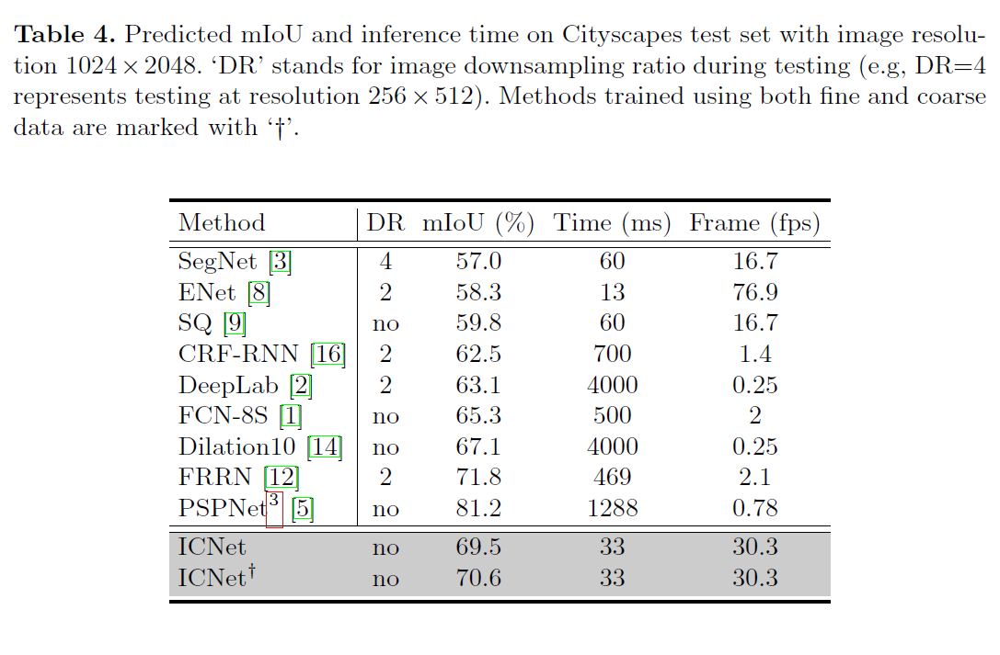 Table 4. Predicted mIoU and inference time on Cityscapes test set with image resolu-
tion 1024 × 2048. ‘DR’ stands for image downsampling ratio during testing (e.g, DR=4
represents testing at resolution 256 × 512). Methods trained using both fine and coarse
data are marked with ‘†’.
Method DR mIoU (%) Time (ms) Frame (fps)
SegNet [3] 4 57.0 60 16.7
ENet [8] 2 58.3 13 76.9
SQ [9] no 59.8 60 16.7
CRF-RNN [16] 2 62.5 700 1.4
DeepLab [2] 2 63.1 4000 0.25
FCN-8S [1] no 65.3 500 2
Dilation10 [14] no 67.1 4000 0.25
FRRN [12] 2 71.8 469 2.1
PSPNet³ [5] no 81.2 1288 0.78
ICNet no 69.5 33 30.3
ICNet† no 70.6 33 30.3